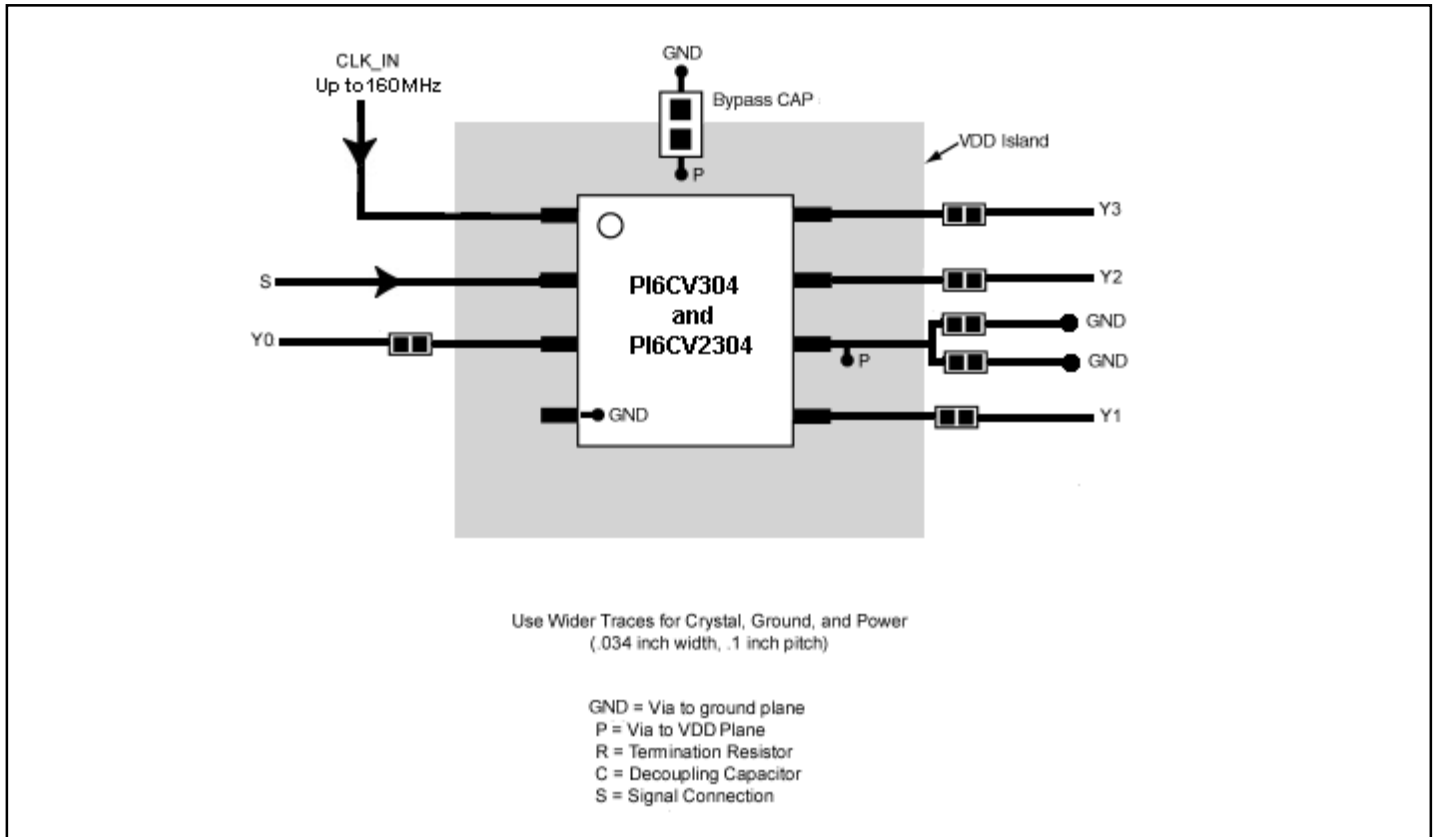 GND
CLK_IN
Up to160MHz
Bypass CAP
VDD Island
P
Y3
S
Y2
PI6CV304
and
PI6CV2304
GND
Y0
P
GND
GND
Y1
Use Wider Traces for Crystal, Ground, and Power
(.034 inch width, .1 inch pitch)
GND = Via to ground plane
P = Via to VDD Plane
R = Termination Resistor
C = Decoupling Capacitor
S = Signal Connection